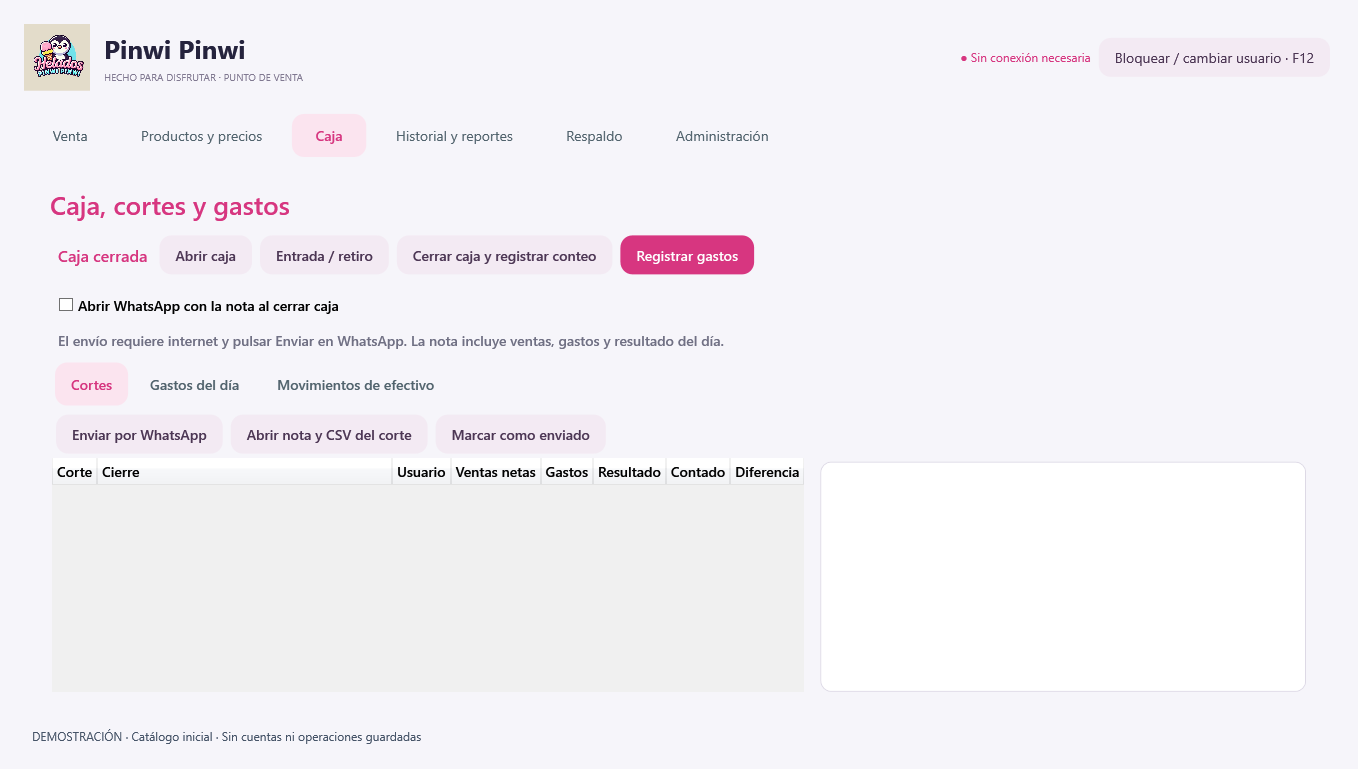 Helados
PINWI PINWI
Pinwi Pinwi
HECHO PARA DISFRUTAR · PUNTO DE VENTA
● Sin conexión necesaria
Bloquear / cambiar usuario · F12
Venta
Productos y precios
Caja
Historial y reportes
Respaldo
Administración
Caja, cortes y gastos
Caja cerrada
Abrir caja
Entrada / retiro
Cerrar caja y registrar conteo
Registrar gastos
Abrir WhatsApp con la nota al cerrar caja
El envío requiere internet y pulsar Enviar en WhatsApp. La nota incluye ventas, gastos y resultado del día.
Cortes
Gastos del día
Movimientos de efectivo
Enviar por WhatsApp
Abrir nota y CSV del corte
Marcar como enviado
Corte Cierre Usuario Ventas netas Gastos Resultado Contado Diferencia
DEMOSTRACIÓN · Catálogo inicial · Sin cuentas ni operaciones guardadas